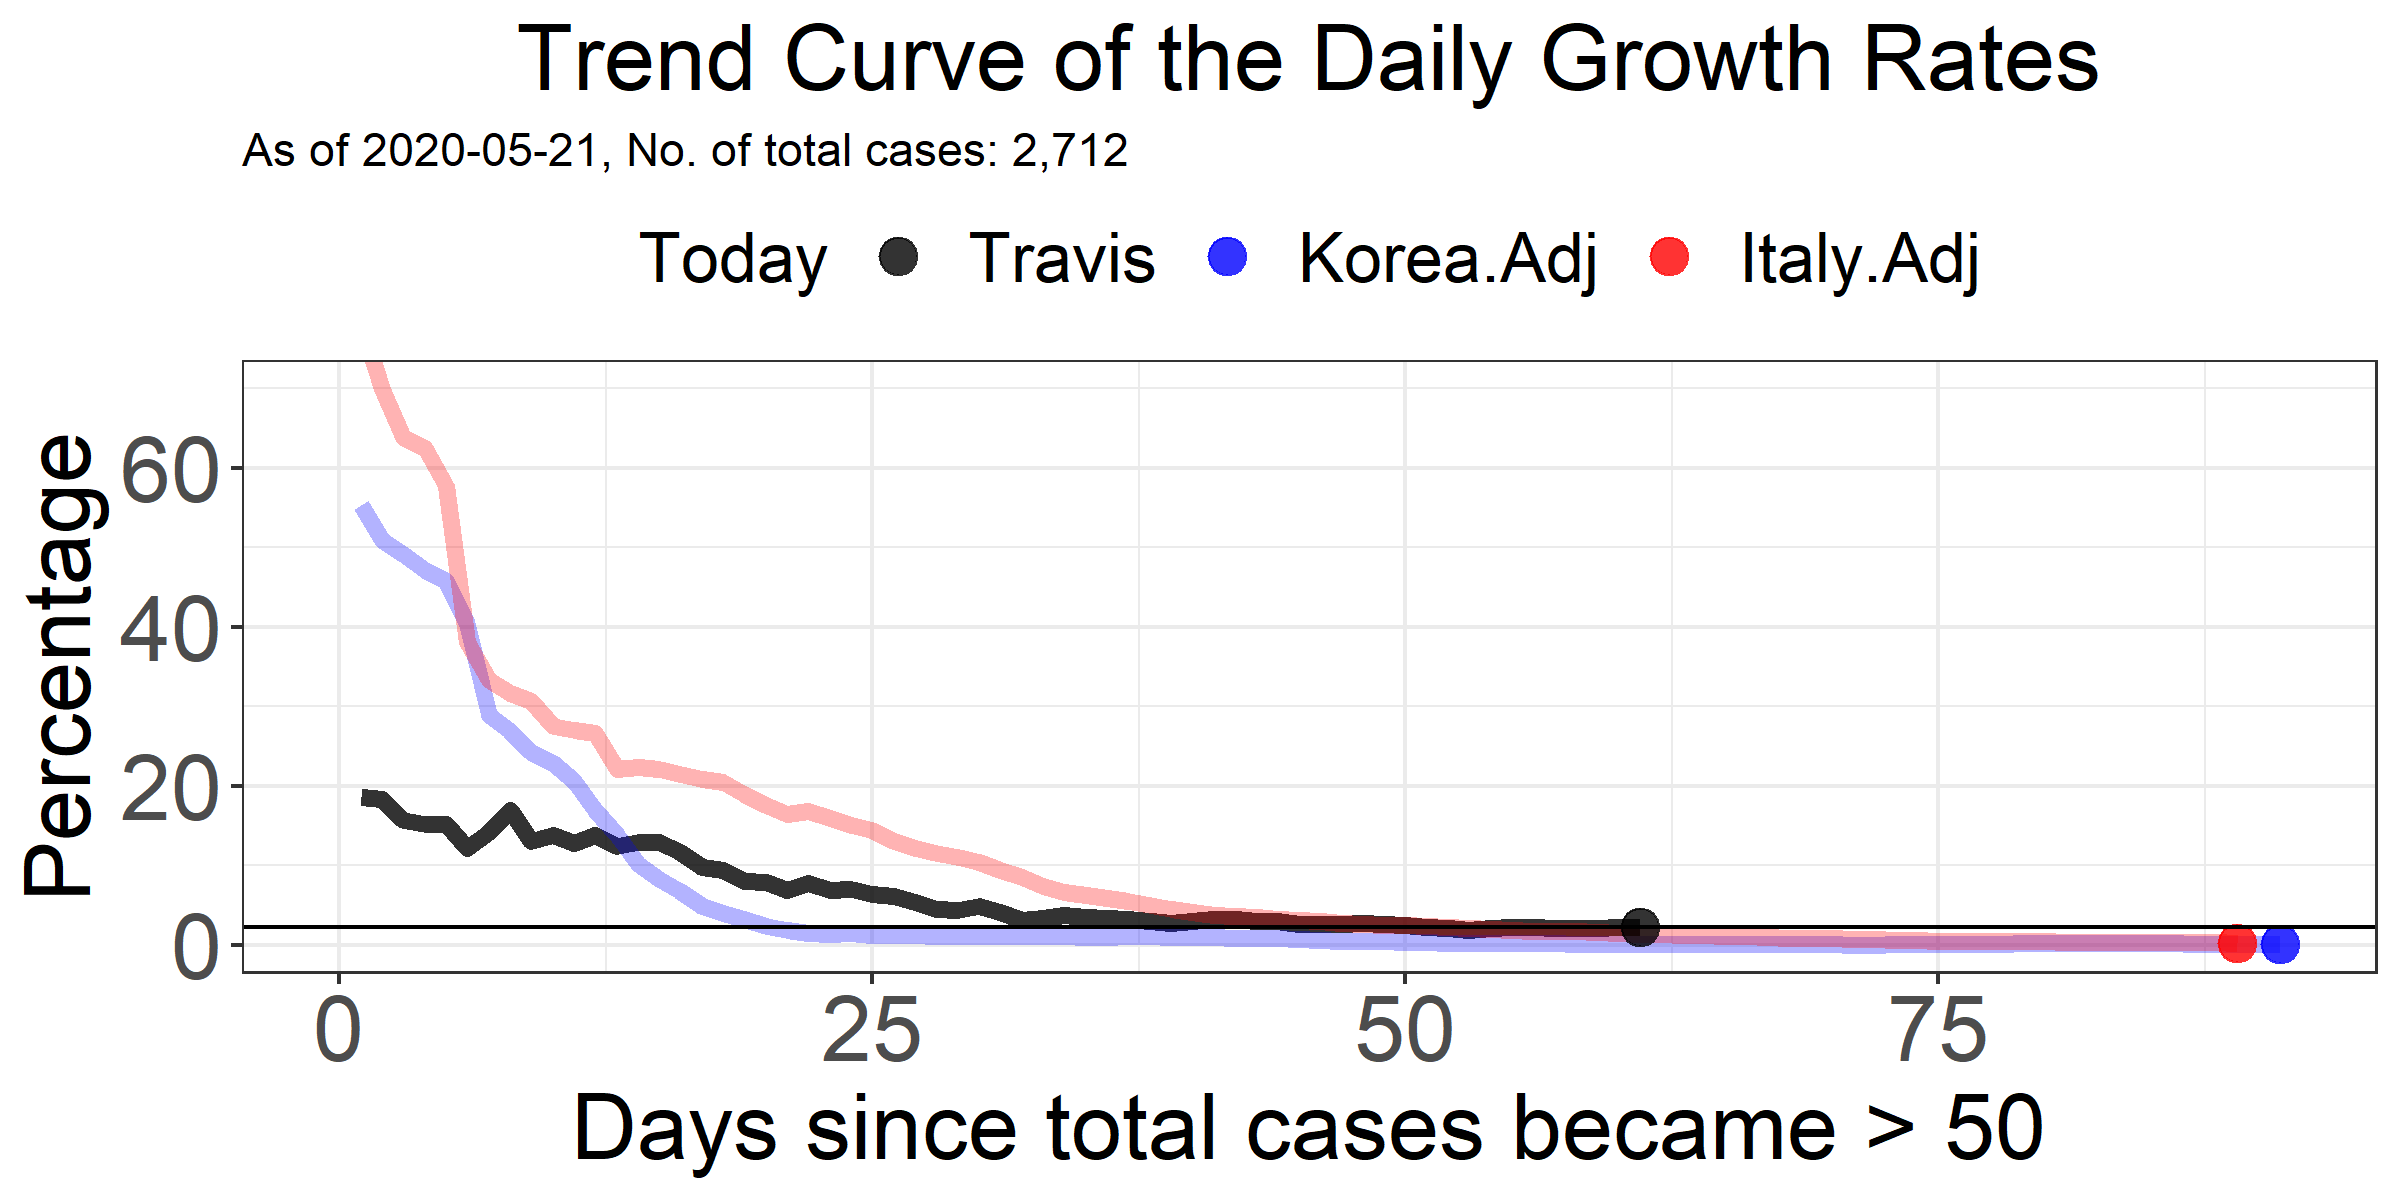 Trend Curve of the Daily Growth Rates
As of 2020-05-21, No. of total cases: 2,712
Today Travis Korea.Adj Italy.Adj
Percentage
60
40
20
0
0 25 50 75
Days since total cases became > 50